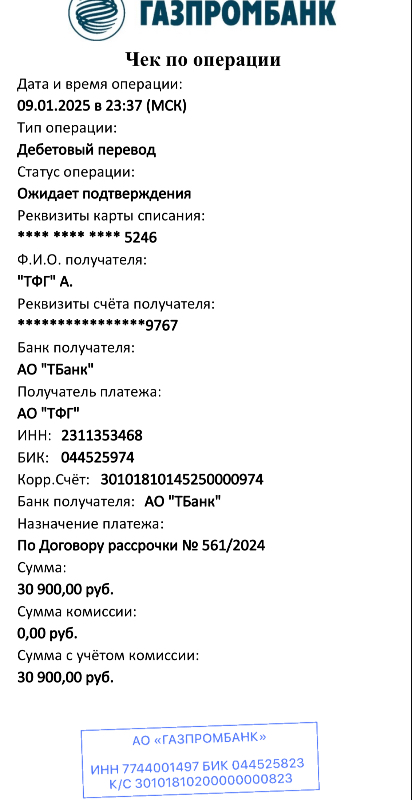 ГАЗПРОМБАНК
Чек по операции
Дата и время операции:
09.01.2025 в 23:37 (МСК)
Тип операции:
Дебетовый перевод
Статус операции:
Ожидает подтверждения
Реквизиты карты списания:
**** **** **** 5246
Ф.И.О. получателя:
"ТФГ" А.
Реквизиты счёта получателя:
****************9767
Банк получателя:
АО "ТБанк"
Получатель платежа:
АО "ТФГ"
ИНН: 2311353468
БИК: 044525974
Корр.Счёт: 30101810145250000974
Банк получателя: АО "ТБанк"
Назначение платежа:
По Договору рассрочки № 561/2024
Сумма:
30 900,00 руб.
Сумма комиссии:
0,00 руб.
Сумма с учётом комиссии:
30 900,00 руб.
АО «ГАЗПРОМБАНК»
ИНН 7744001497 БИК 044525823
К/С 30101810200000000823